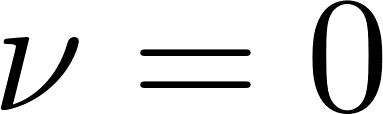 ν = 0